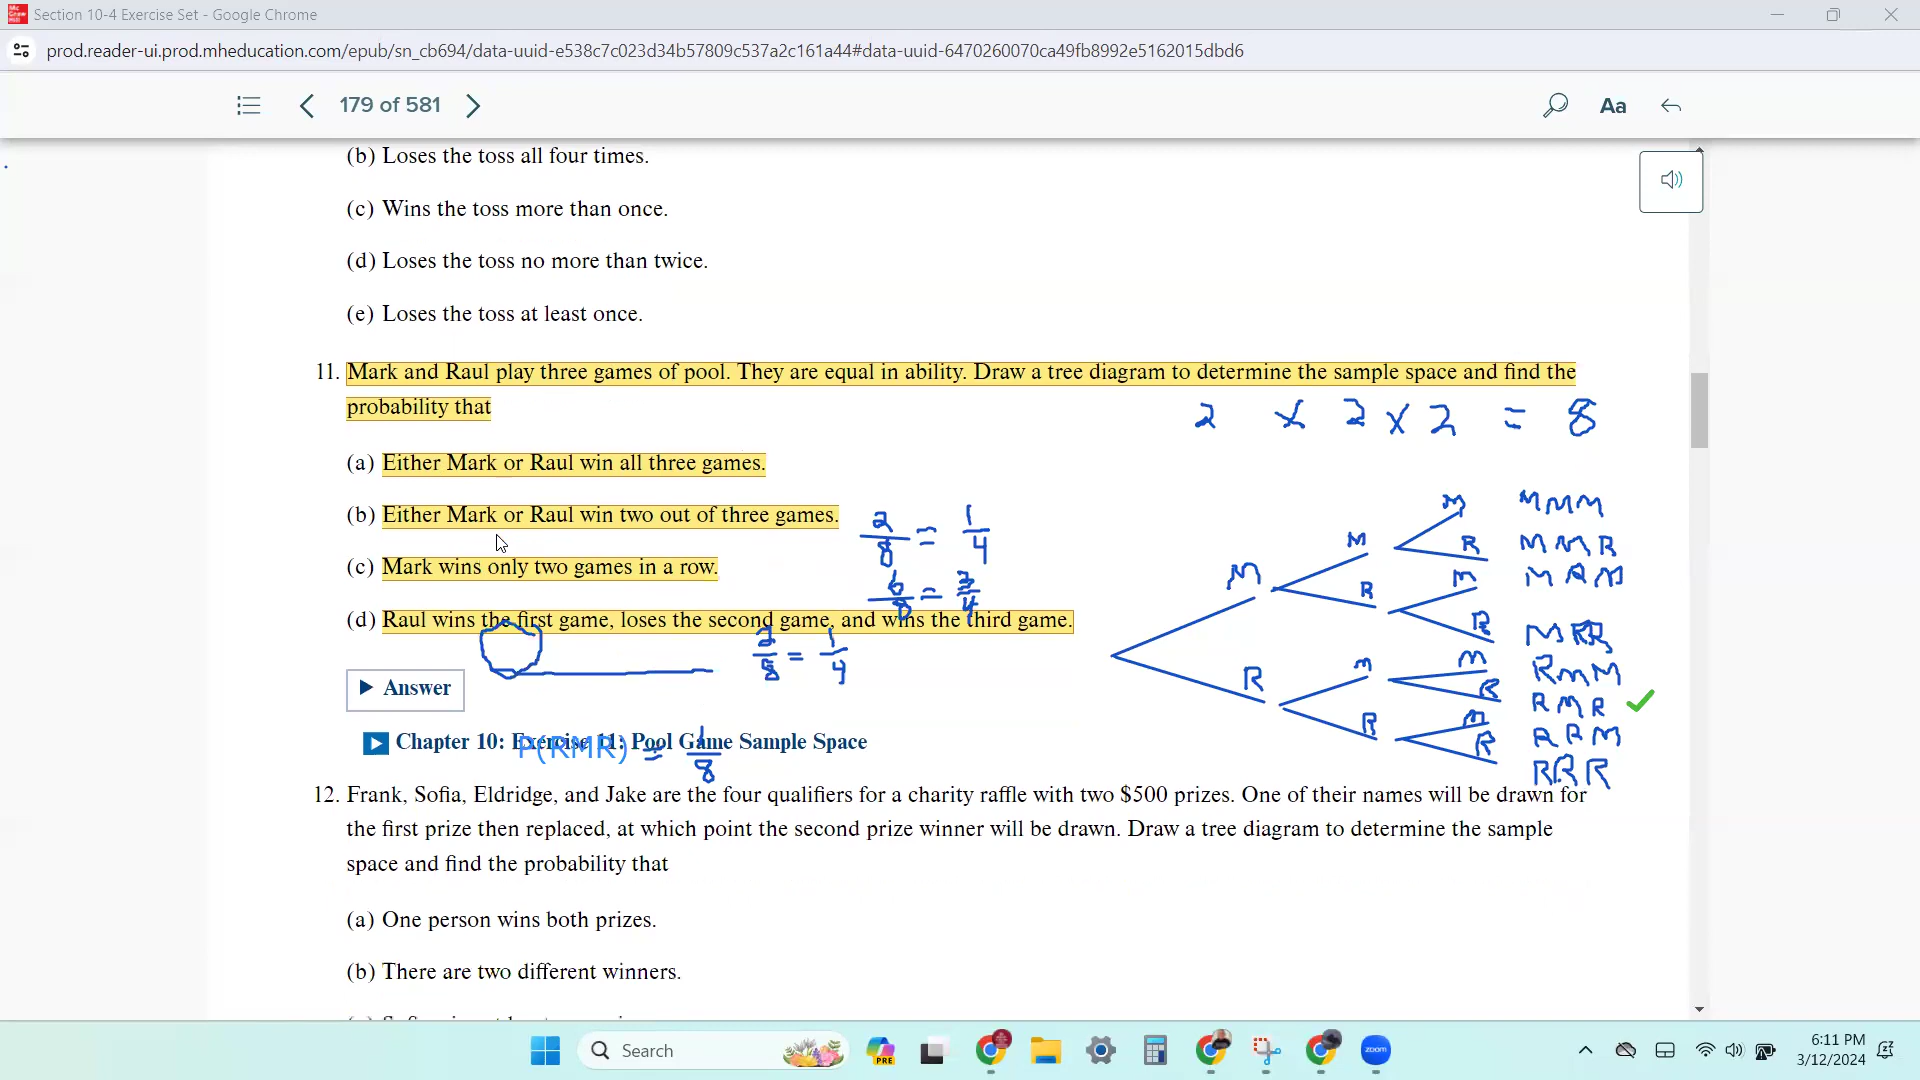 Section 10-4 Exercise Set - Google Chrome
prod.reader-ui.prod.mheducation.com/epub/sn_cb694/data-uuid-e538c7c023d34b57809c537a2c161a44#data-uuid-6470260070ca49fb8992e5162015dbd6
179 of 581
Aa
(b) Loses the toss all four times.
(c) Wins the toss more than once.
(d) Loses the toss no more than twice.
(e) Loses the toss at least once.
11. Mark and Raul play three games of pool. They are equal in ability. Draw a tree diagram to determine the sample space and find the
probability that
2 x 2 x 2 = 8
(a) Either Mark or Raul win all three games.
(b) Either Mark or Raul win two out of three games.
2/8 = 1/4
(c) Mark wins only two games in a row.
6/8 = 3/4
(d) Raul wins the first game, loses the second game, and wins the third game.
2/8 = 1/4
M
R
M
R
M
R
M
R
M
R
M
R
M
R
MMM
MMR
MRM
MRR
RMM
RMR ✓
RRM
RRR
Answer
Chapter 10: Exercise 11: Pool Game Sample Space
P(RMR) = 1/8
12. Frank, Sofia, Eldridge, and Jake are the four qualifiers for a charity raffle with two $500 prizes. One of their names will be drawn for
the first prize then replaced, at which point the second prize winner will be drawn. Draw a tree diagram to determine the sample
space and find the probability that
(a) One person wins both prizes.
(b) There are two different winners.
Search
PRE
zoom
6:11 PM
3/12/2024